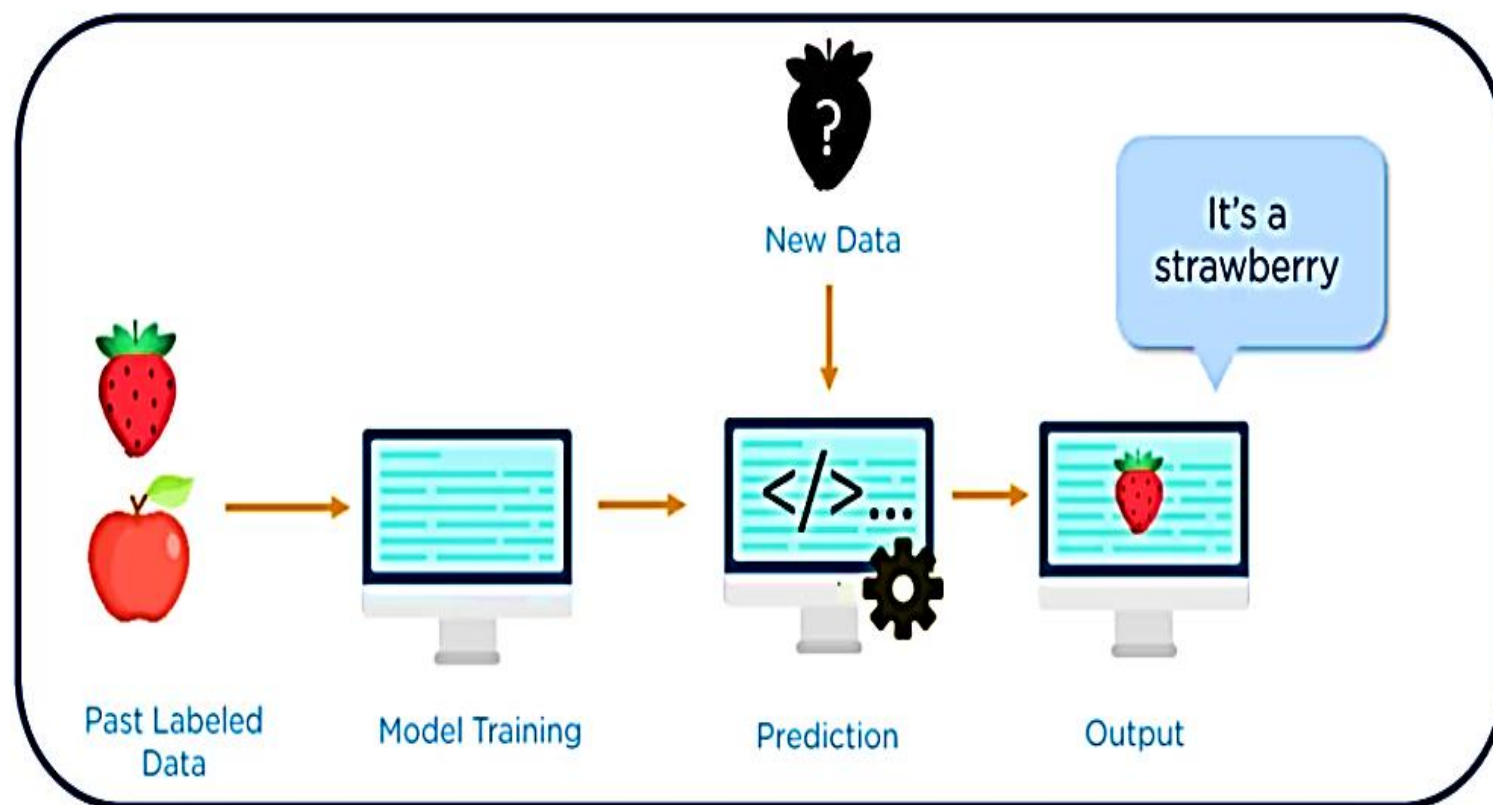 ?
New Data
It's a
strawberry
</>...
Past Labeled
Data
Model Training
Prediction
Output